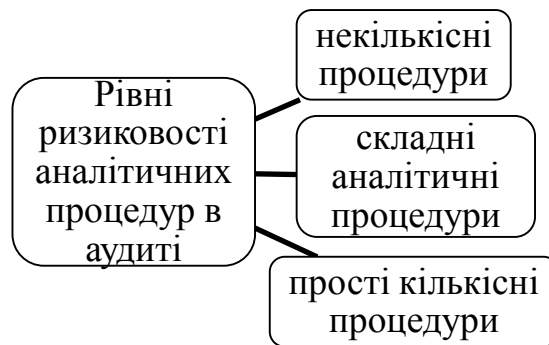 Рівні
ризиковості
аналітичних
процедур в
аудиті
некількісні
процедури
складні
аналітичні
процедури
прості кількісні
процедури